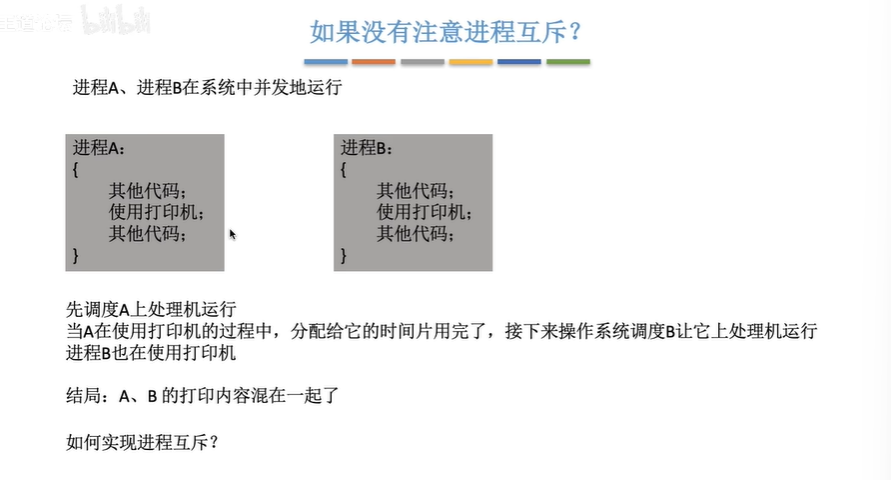 如果没有注意进程互斥？
进程A、进程B在系统中并发地运行
进程A：
{
其他代码；
使用打印机；
其他代码；
}
进程B：
{
其他代码；
使用打印机；
其他代码；
}
先调度A上处理机运行
当A在使用打印机的过程中，分配给它的时间片用完了，接下来操作系统调度B让它上处理机运行
进程B也在使用打印机
结局：A、B 的打印内容混在一起了
如何实现进程互斥？